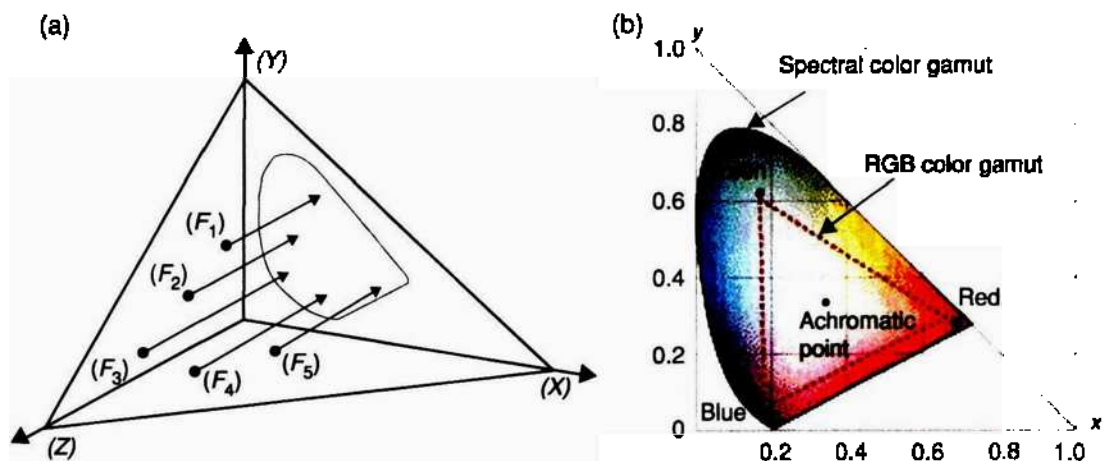 (a)
(Y)
(F1)
(F2)
(F3)
(F4)
(F5)
(X)
(Z)
(b)
y
1.0
Spectral color gamut
0.8
RGB color gamut
0.6
0.4
Red
Achromatic
point
0.2
Blue
0
x
0.2 0.4 0.6 0.8 1.0